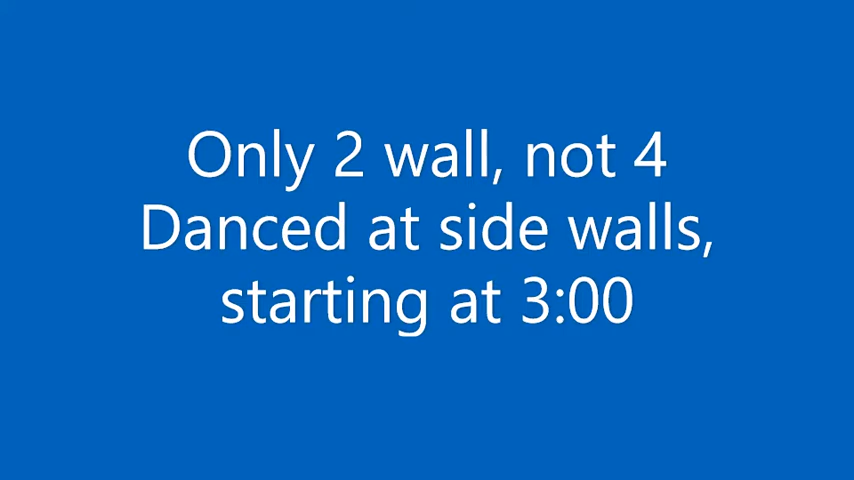 Only 2 wall, not 4
Danced at side walls,
starting at 3:00